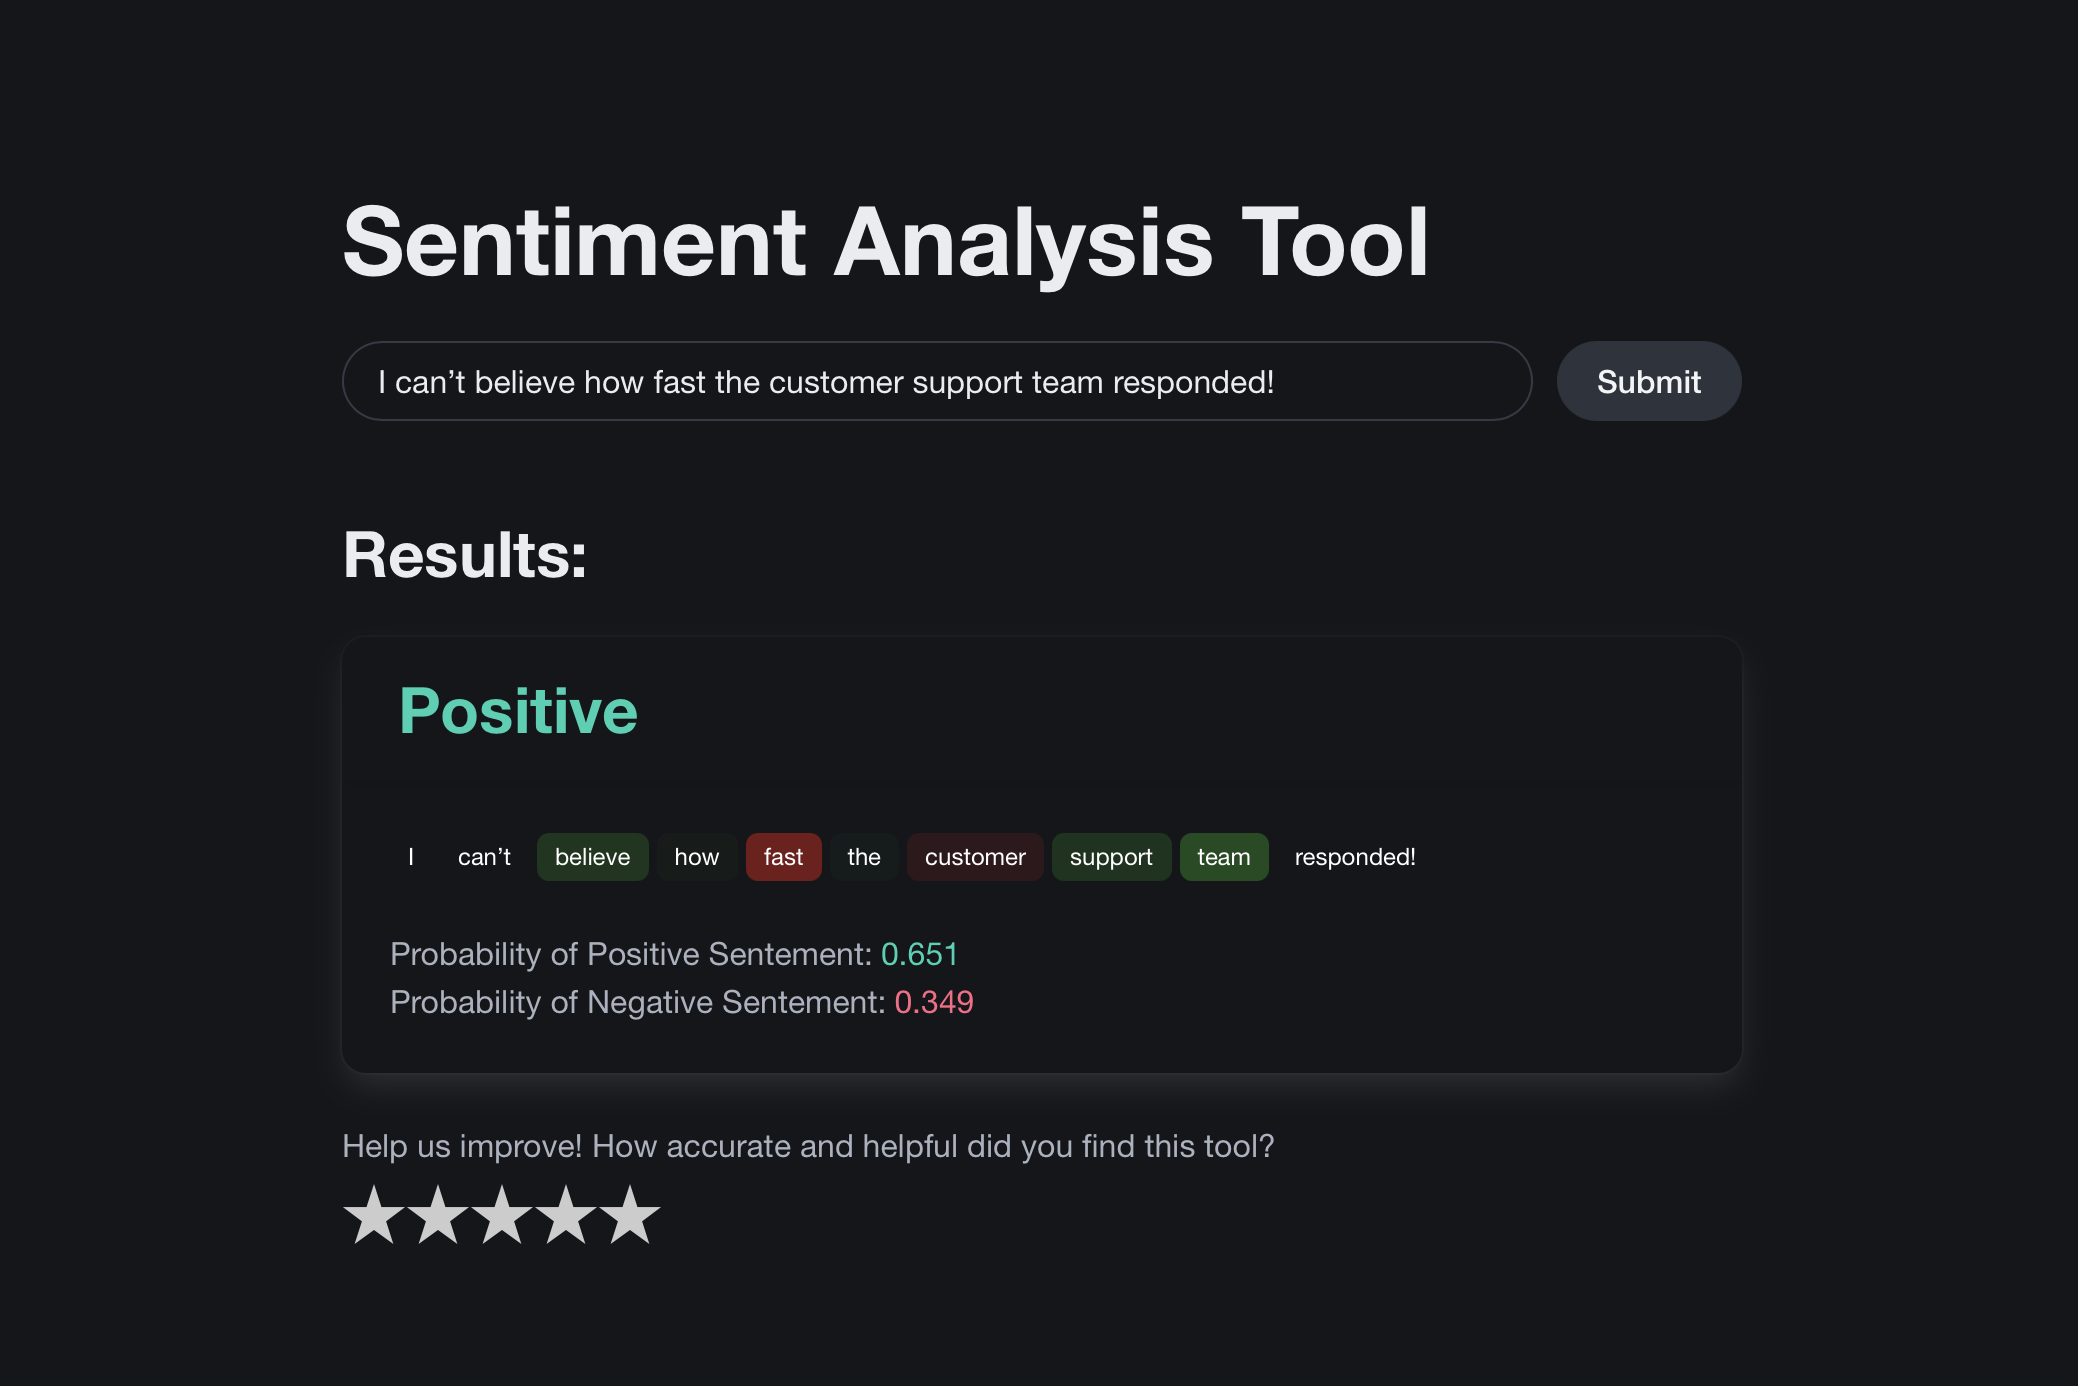 Sentiment Analysis Tool
I can’t believe how fast the customer support team responded!
Submit
Results:
Positive
I can’t believe how fast the customer support team responded!
Probability of Positive Sentement: 0.651
Probability of Negative Sentement: 0.349
Help us improve! How accurate and helpful did you find this tool?